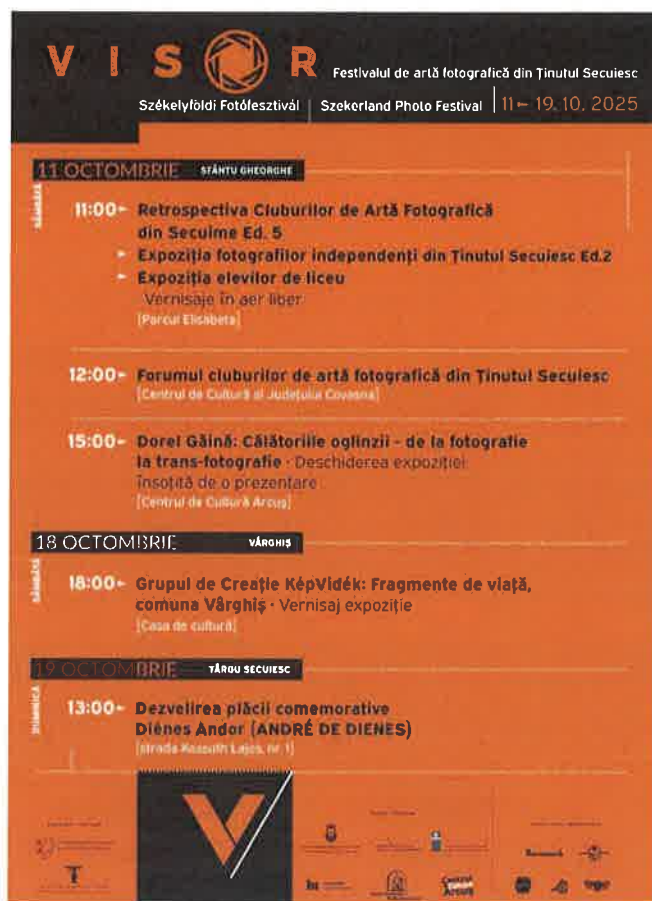 VISOR
Festivalul de artă fotografică din Ținutul Secuiesc
Székelyföldi Fotófesztivál | Szekerland Photo Festival | 11 - 19. 10. 2025
11 OCTOMBRIE SFÂNTU GHEORGHE
SÂMBĂTĂ
11:00 Retrospectiva Cluburilor de Artă Fotografică
din Secuime Ed. 5
Expoziția fotografilor independenți din Ținutul Secuiesc Ed.2
Expoziția elevilor de liceu
Vernisaje în aer liber
[Parcul Elisabeta]
12:00 Forumul cluburilor de artă fotografică din Ținutul Secuiesc
[Centrul de Cultură al Județului Covasna]
15:00 Dorel Găină: Călătoriile oglinzii - de la fotografie
la trans-fotografie · Deschiderea expoziției
însoțită de o prezentare
[Centrul de Cultură Arcuș]
18 OCTOMBRIE VÂRGHIȘ
SÂMBĂTĂ
18:00 Grupul de Creație KépVidék: Fragmente de viață,
comuna Vârghiș · Vernisaj expoziție
[Casa de cultură]
19 OCTOMBRIE TÂRGU SECUIESC
DUMINICĂ
13:00 Dezvelirea plăcii comemorative
Diénes Andor (ANDRÉ DE DIENES)
[strada Kossuth Lajos, nr. 1]